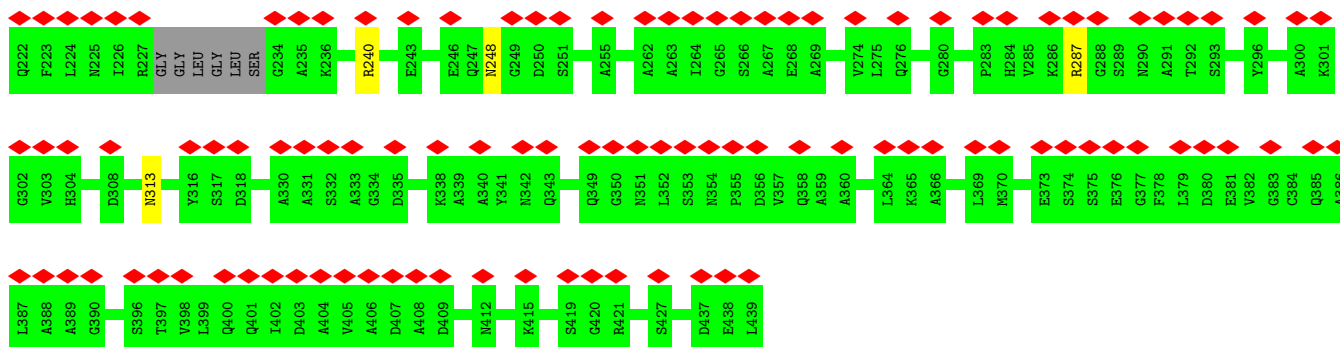 Q222 F223 L224 N225 I226 R227 GLY GLY LEU GLY LEU SER G234 A235 K236 R240 E243 E246 Q247 N248 G249 D250 S251 A255 A262 A263 I264 G265 S266 A267 E268 A269 V274 L275 Q276 G280 P283 H284 V285 K286 R287 G288 S289 N290 A291 T292 S293 Y296 A300 K301
G302 V303 H304 D308 N313 Y316 S317 D318 A330 A331 S332 A333 G334 D335 K338 A339 A340 Y341 N342 Q343 Q349 G350 N351 L352 S353 N354 P355 D356 V357 Q358 A359 A360 L364 K365 A366 L369 M370 E373 S374 S375 E376 G377 F378 L379 D380 E381 V382 G383 C384 Q385 A386
L387 A388 A389 G390 S396 T397 V398 L399 Q400 Q401 I402 D403 A404 V405 A406 D407 A408 D409 N412 K415 S419 G420 R421 S427 D437 E438 L439